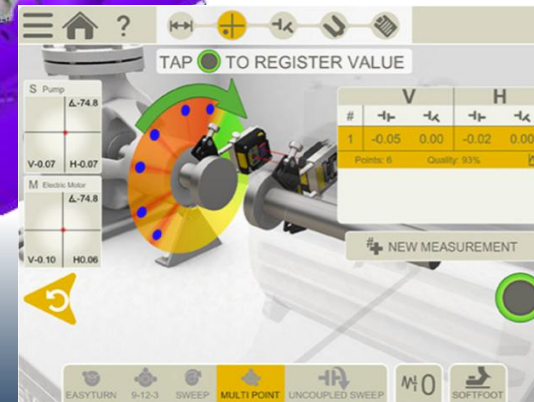 ?
TAP TO REGISTER VALUE
S Pump
∡-74.8
V-0.07 H-0.07
M Electric Motor
∡-74.8
V-0.10 H0.06
V H
#
1 -0.05 0.00 -0.02 0.00
Points: 6 Quality: 93%
NEW MEASUREMENT
EASYTURN 9-12-3 SWEEP MULTI POINT UNCOUPLED SWEEP 0 SOFTFOOT